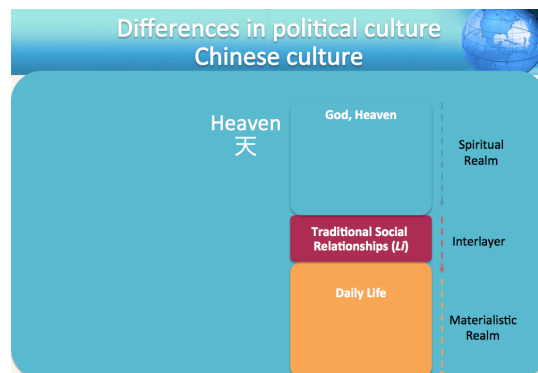 Differences in political culture
Chinese culture
Heaven
天
God, Heaven
Spiritual
Realm
Traditional Social
Relationships (Li)
Interlayer
Daily Life
Materialistic
Realm